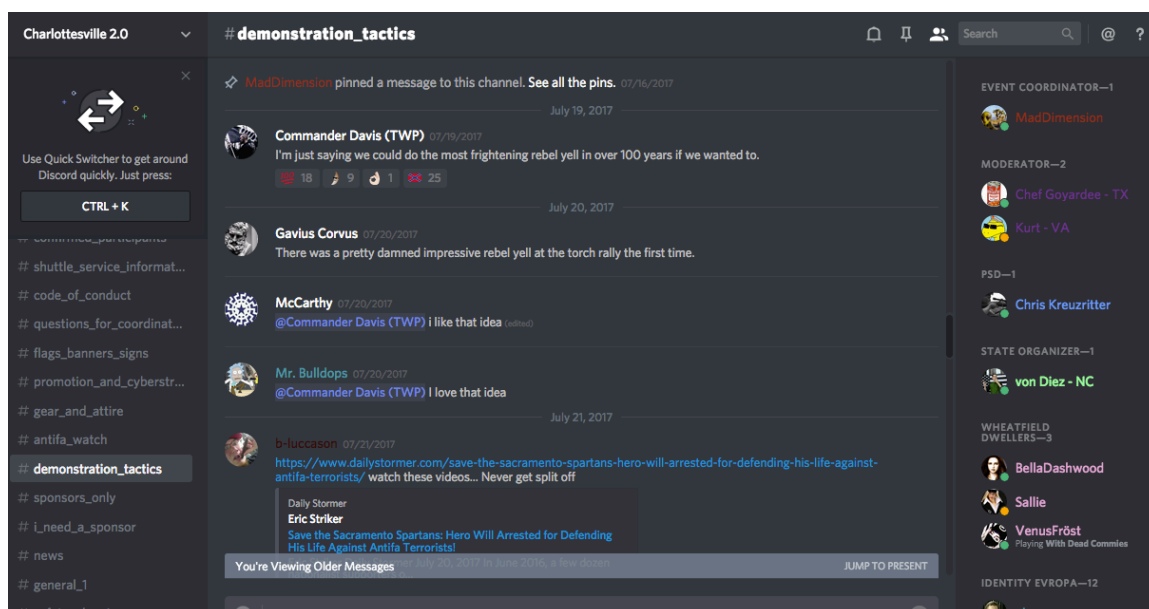 Charlottesville 2.0
Use Quick Switcher to get around
Discord quickly. Just press:
CTRL + K
# confirmed_participants
# shuttle_service_informat...
# code_of_conduct
# questions_for_coordinat...
# flags_banners_signs
# promotion_and_cyberstr...
# gear_and_attire
# antifa_watch
# demonstration_tactics
# sponsors_only
# i_need_a_sponsor
# news
# general_1
#demonstration_tactics
Search
@ ?
MadDimension pinned a message to this channel. See all the pins. 07/16/2017
July 19, 2017
Commander Davis (TWP) 07/19/2017
I'm just saying we could do the most frightening rebel yell in over 100 years if we wanted to.
18 9 1 25
July 20, 2017
Gavius Corvus 07/20/2017
There was a pretty damned impressive rebel yell at the torch rally the first time.
McCarthy 07/20/2017
@Commander Davis (TWP) i like that idea (edited)
Mr. Bulldops 07/20/2017
@Commander Davis (TWP) I love that idea
July 21, 2017
b-luccason 07/21/2017
https://www.dailystormer.com/save-the-sacramento-spartans-hero-will-arrested-for-defending-his-life-against-
antifa-terrorists/ watch these videos... Never get split off
Daily Stormer
Eric Striker
Save the Sacramento Spartans: Hero Will Arrested for Defending
His Life Against Antifa Terrorists!
July 20, 2017 In June 2016, a few dozen
You're Viewing Older Messages
JUMP TO PRESENT
EVENT COORDINATOR—1
MadDimension
MODERATOR—2
Chef Goyardee - TX
Kurt - VA
PSD—1
Chris Kreuzritter
STATE ORGANIZER—1
von Diez - NC
WHEATFIELD
DWELLERS—3
BellaDashwood
Sallie
VenusFröst
Playing With Dead Commies
IDENTITY EVROPA—12